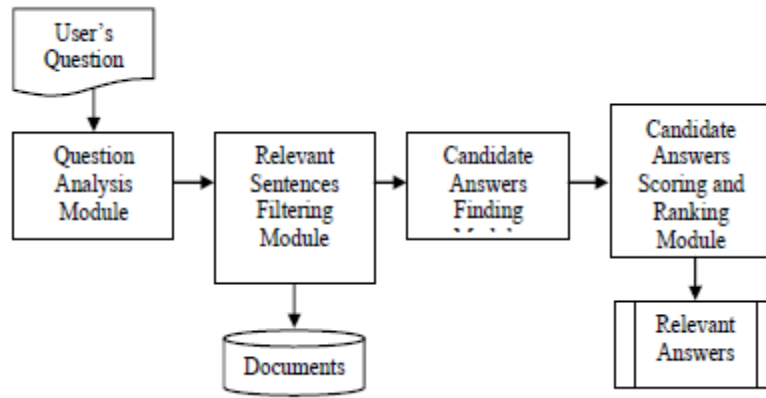 User's
Question
Question
Analysis
Module
Relevant
Sentences
Filtering
Module
Candidate
Answers
Finding
Candidate
Answers
Scoring and
Ranking
Module
Documents
Relevant
Answers